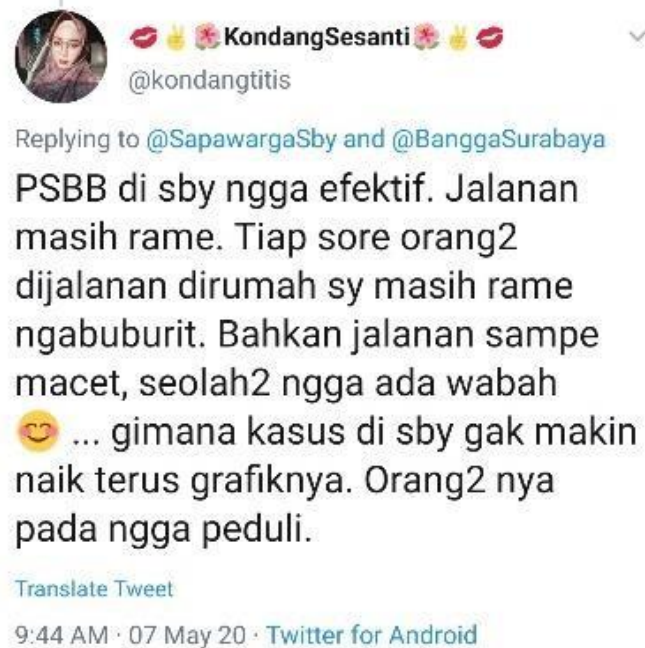 💋✌️🌺KondangSesanti🌺✌️💋
@kondangtitis
Replying to @SapawargaSby and @BanggaSurabaya
PSBB di sby ngga efektif. Jalanan
masih rame. Tiap sore orang2
dijalanan dirumah sy masih rame
ngabuburit. Bahkan jalanan sampe
macet, seolah2 ngga ada wabah
😊 ... gimana kasus di sby gak makin
naik terus grafiknya. Orang2 nya
pada ngga peduli.
Translate Tweet
9:44 AM · 07 May 20 · Twitter for Android